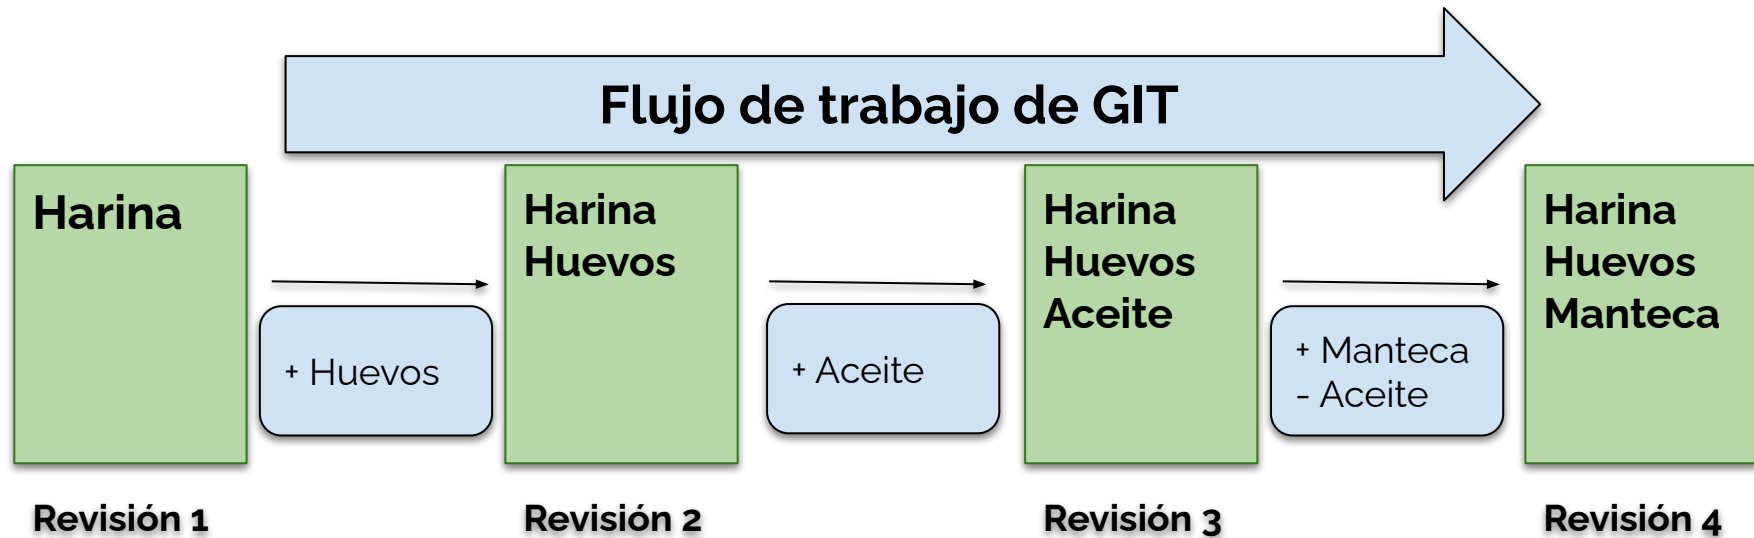 Flujo de trabajo de GIT
Harina
+ Huevos
Harina
Huevos
+ Aceite
Harina
Huevos
Aceite
+ Manteca
- Aceite
Harina
Huevos
Manteca
Revisión 1
Revisión 2
Revisión 3
Revisión 4